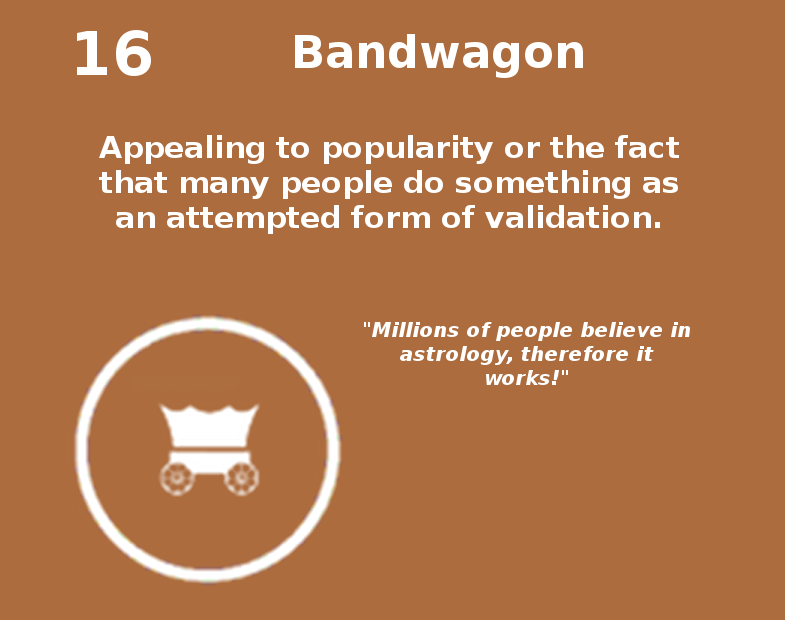 16
Bandwagon
Appealing to popularity or the fact
that many people do something as
an attempted form of validation.
"Millions of people believe in
astrology, therefore it
works!"